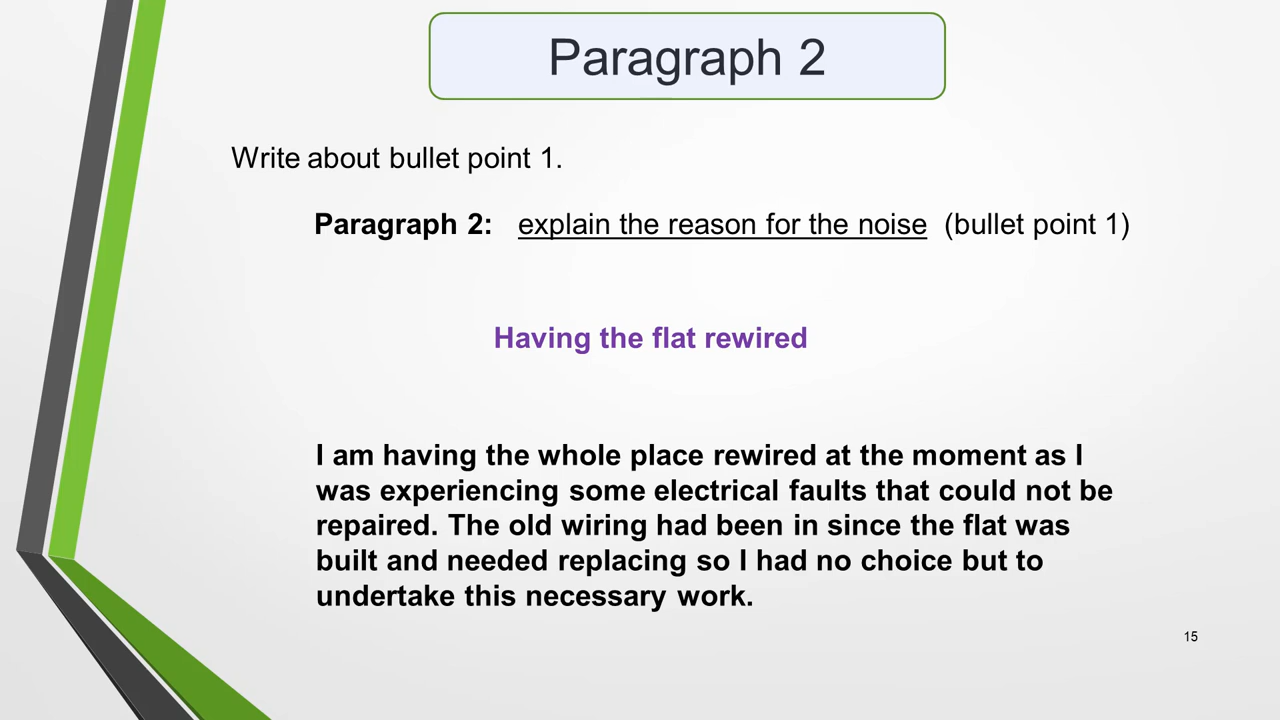 Paragraph 2
Write about bullet point 1.
Paragraph 2: explain the reason for the noise (bullet point 1)
Having the flat rewired
I am having the whole place rewired at the moment as I
was experiencing some electrical faults that could not be
repaired. The old wiring had been in since the flat was
built and needed replacing so I had no choice but to
undertake this necessary work.
15